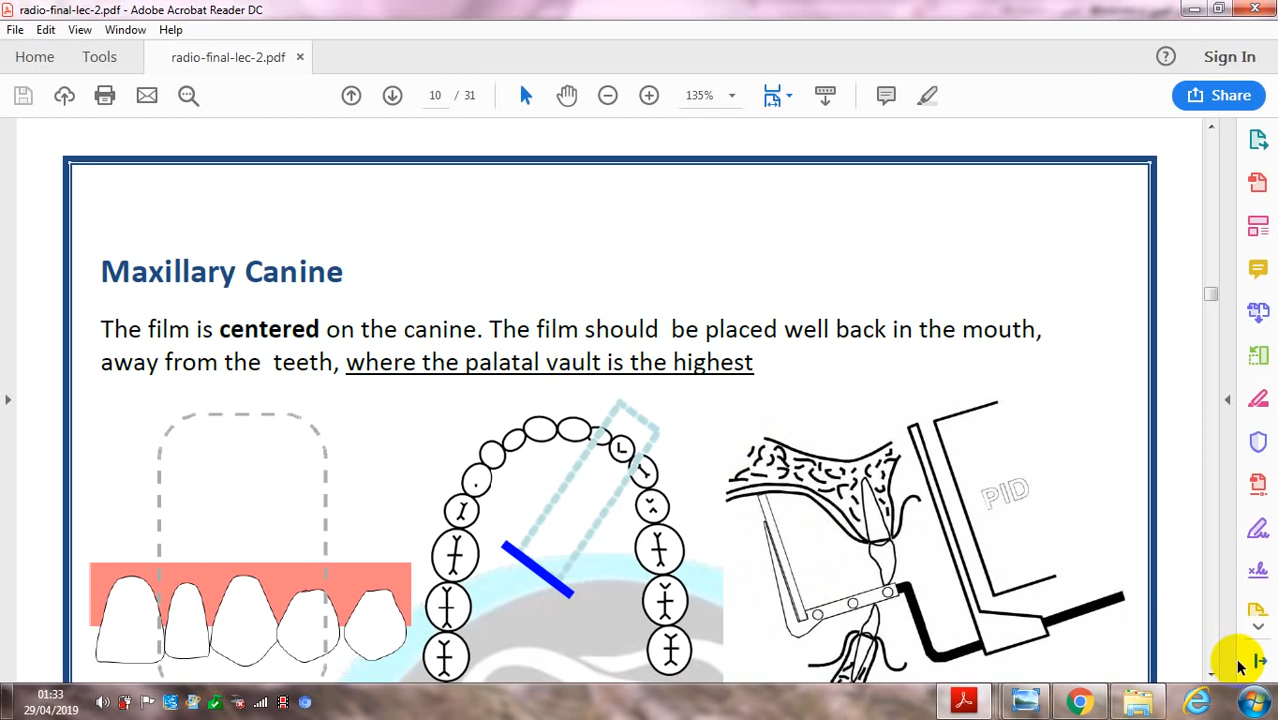 radio-final-lec-2.pdf - Adobe Acrobat Reader DC
File Edit View Window Help
Home Tools radio-final-lec-2.pdf × Sign In
10 / 31 135% Share
Maxillary Canine
The film is centered on the canine. The film should be placed well back in the mouth,
away from the teeth, where the palatal vault is the highest
PID
01:33
29/04/2019